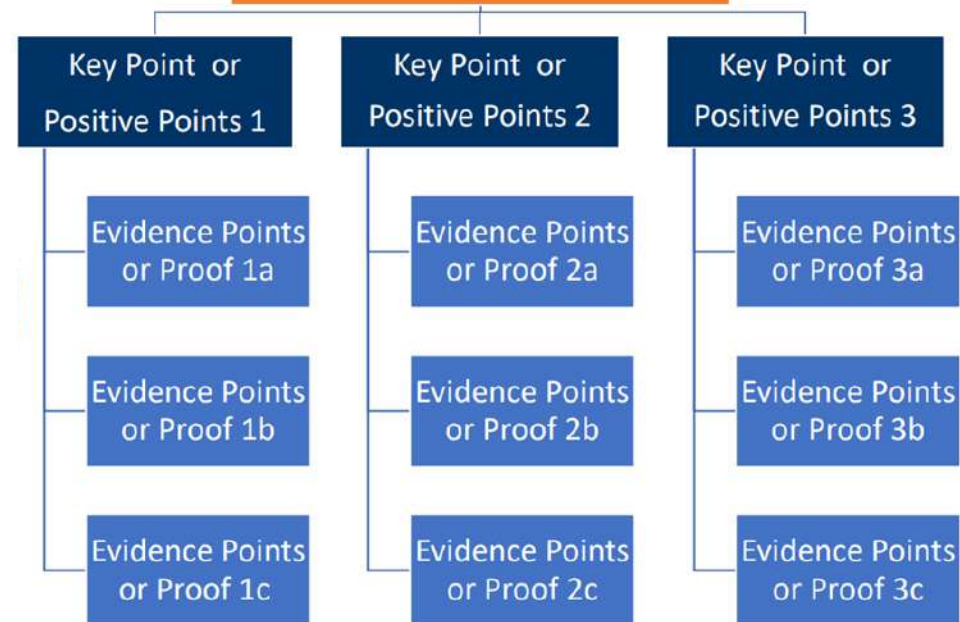 Key Point or
Positive Points 1
Key Point or
Positive Points 2
Key Point or
Positive Points 3
Evidence Points
or Proof 1a
Evidence Points
or Proof 2a
Evidence Points
or Proof 3a
Evidence Points
or Proof 1b
Evidence Points
or Proof 2b
Evidence Points
or Proof 3b
Evidence Points
or Proof 1c
Evidence Points
or Proof 2c
Evidence Points
or Proof 3c